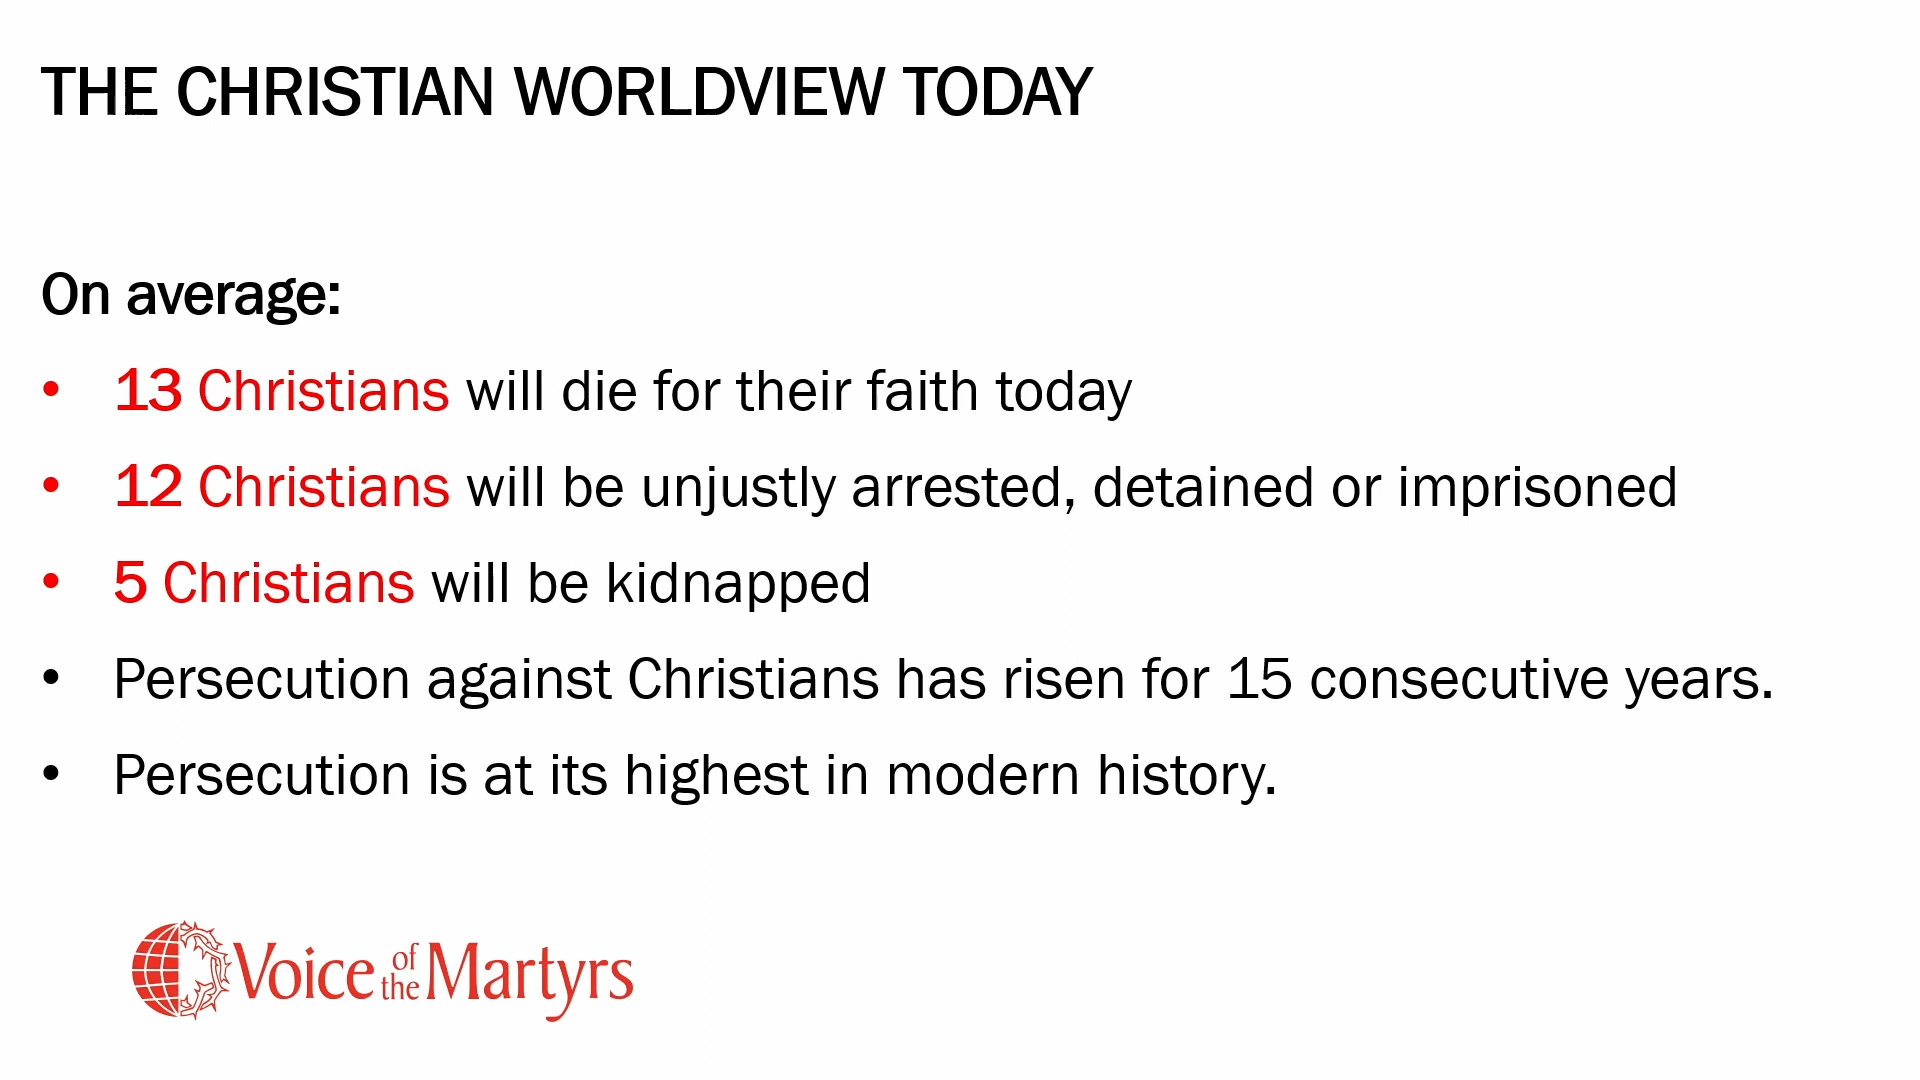 THE CHRISTIAN WORLDVIEW TODAY
On average:
• 13 Christians will die for their faith today
• 12 Christians will be unjustly arrested, detained or imprisoned
• 5 Christians will be kidnapped
• Persecution against Christians has risen for 15 consecutive years.
• Persecution is at its highest in modern history.
Voice of the Martyrs